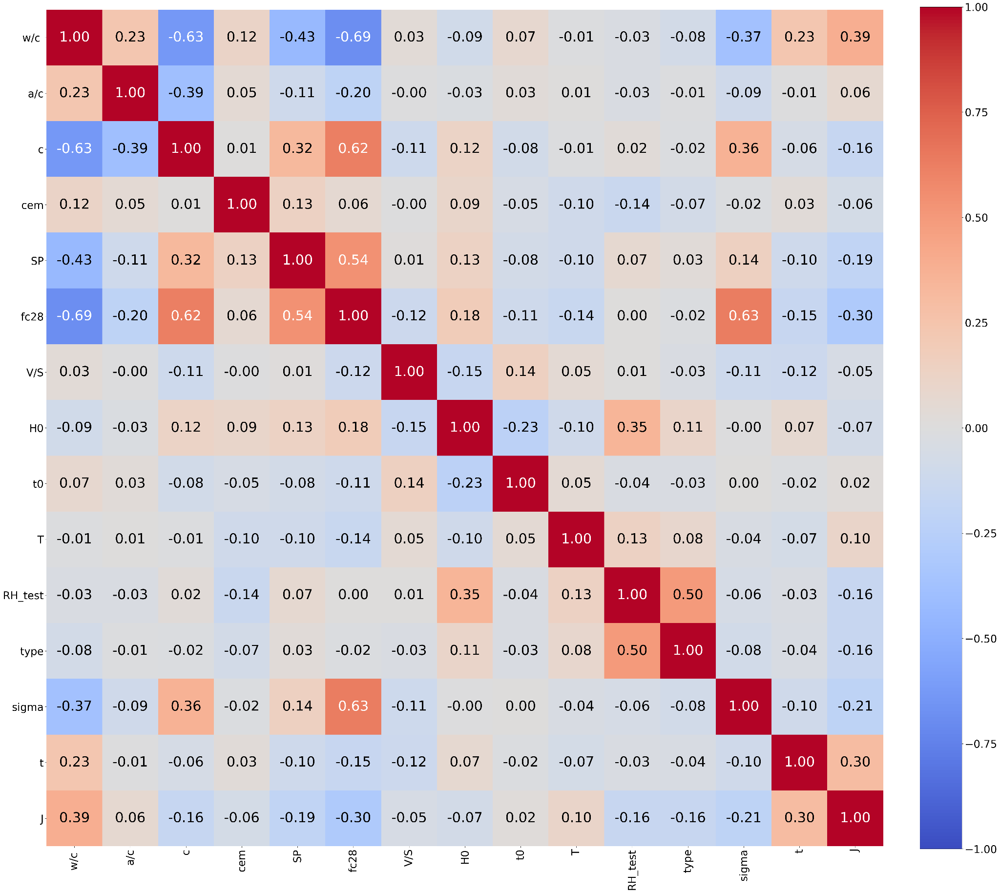 w/c 1.00 0.23 -0.63 0.12 -0.43 -0.69 0.03 -0.09 0.07 -0.01 -0.03 -0.08 -0.37 0.23 0.39
a/c 0.23 1.00 -0.39 0.05 -0.11 -0.20 -0.00 -0.03 0.03 0.01 -0.03 -0.01 -0.09 -0.01 0.06
c -0.63 -0.39 1.00 0.01 0.32 0.62 -0.11 0.12 -0.08 -0.01 0.02 -0.02 0.36 -0.06 -0.16
cem 0.12 0.05 0.01 1.00 0.13 0.06 -0.00 0.09 -0.05 -0.10 -0.14 -0.07 -0.02 0.03 -0.06
SP -0.43 -0.11 0.32 0.13 1.00 0.54 0.01 0.13 -0.08 -0.10 0.07 0.03 0.14 -0.10 -0.19
fc28 -0.69 -0.20 0.62 0.06 0.54 1.00 -0.12 0.18 -0.11 -0.14 0.00 -0.02 0.63 -0.15 -0.30
V/S 0.03 -0.00 -0.11 -0.00 0.01 -0.12 1.00 -0.15 0.14 0.05 0.01 -0.03 -0.11 -0.12 -0.05
H0 -0.09 -0.03 0.12 0.09 0.13 0.18 -0.15 1.00 -0.23 -0.10 0.35 0.11 -0.00 0.07 -0.07
t0 0.07 0.03 -0.08 -0.05 -0.08 -0.11 0.14 -0.23 1.00 0.05 -0.04 -0.03 0.00 -0.02 0.02
T -0.01 0.01 -0.01 -0.10 -0.10 -0.14 0.05 -0.10 0.05 1.00 0.13 0.08 -0.04 -0.07 0.10
RH_test -0.03 -0.03 0.02 -0.14 0.07 0.00 0.01 0.35 -0.04 0.13 1.00 0.50 -0.06 -0.03 -0.16
type -0.08 -0.01 -0.02 -0.07 0.03 -0.02 -0.03 0.11 -0.03 0.08 0.50 1.00 -0.08 -0.04 -0.16
sigma -0.37 -0.09 0.36 -0.02 0.14 0.63 -0.11 -0.00 0.00 -0.04 -0.06 -0.08 1.00 -0.10 -0.21
t 0.23 -0.01 -0.06 0.03 -0.10 -0.15 -0.12 0.07 -0.02 -0.07 -0.03 -0.04 -0.10 1.00 0.30
J 0.39 0.06 -0.16 -0.06 -0.19 -0.30 -0.05 -0.07 0.02 0.10 -0.16 -0.16 -0.21 0.30 1.00
w/c a/c c cem SP fc28 V/S H0 t0 T RH_test type sigma t J
1.00
0.75
0.50
0.25
0.00
−0.25
−0.50
−0.75
−1.00